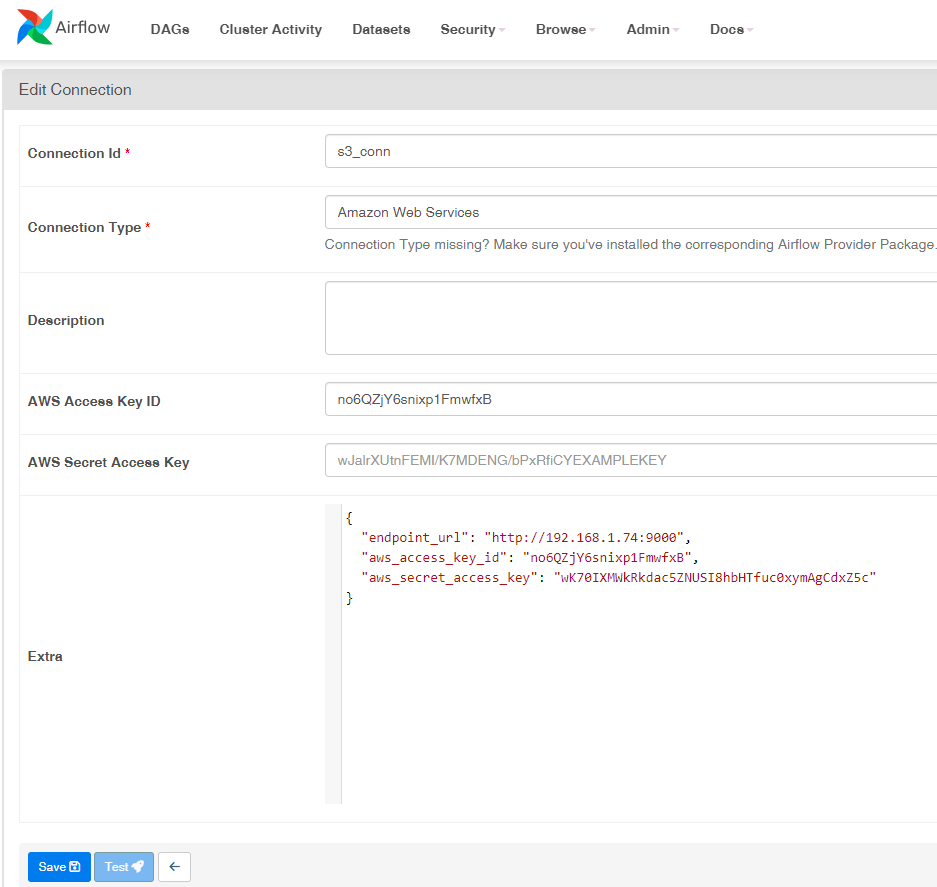 Airflow DAGs Cluster Activity Datasets Security Browse Admin Docs
Edit Connection
Connection Id *
s3_conn
Connection Type *
Amazon Web Services
Connection Type missing? Make sure you've installed the corresponding Airflow Provider Package.
Description
AWS Access Key ID
no6QZjY6snixp1FmwfxB
AWS Secret Access Key
wJalrXUtnFEMI/K7MDENG/bPxRfiCYEXAMPLEKEY
Extra
{
"endpoint_url": "http://192.168.1.74:9000",
"aws_access_key_id": "no6QZjY6snixp1FmwfxB",
"aws_secret_access_key": "wK70IXMWkRkdac5ZNUSI8hbHTfuc0xymAgCdxZ5c"
}
Save Test